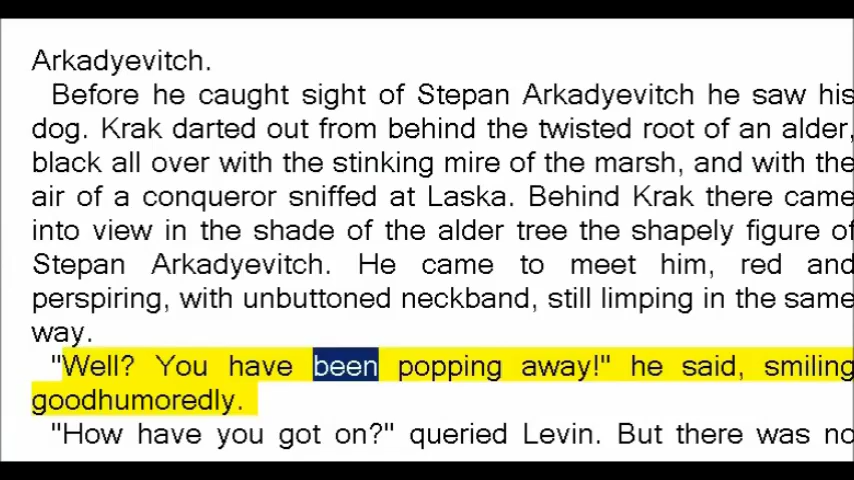 Arkadyevitch.
Before he caught sight of Stepan Arkadyevitch he saw his
dog. Krak darted out from behind the twisted root of an alder,
black all over with the stinking mire of the marsh, and with the
air of a conqueror sniffed at Laska. Behind Krak there came
into view in the shade of the alder tree the shapely figure of
Stepan Arkadyevitch. He came to meet him, red and
perspiring, with unbuttoned neckband, still limping in the same
way.
"Well? You have been popping away!" he said, smiling
goodhumoredly.
"How have you got on?" queried Levin. But there was no